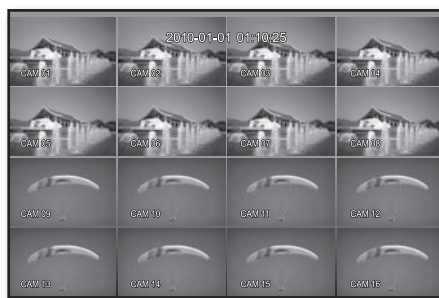 2010-01-01 01:10:25
CAM 01 CAM 02 CAM 03 CAM 04
CAM 05 CAM 06 CAM 07 CAM 08
CAM 09 CAM 10 CAM 11 CAM 12
CAM 13 CAM 14 CAM 15 CAM 16